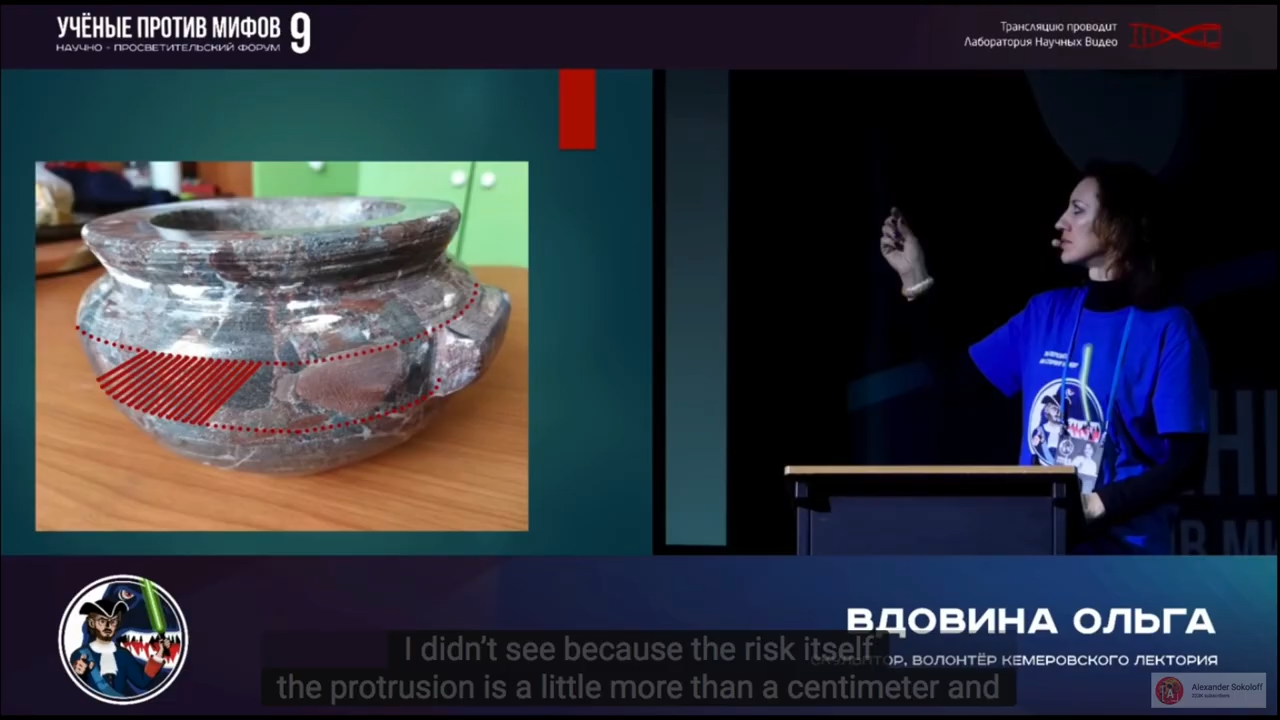 УЧЁНЫЕ ПРОТИВ МИФОВ 9
НАУЧНО - ПРОСВЕТИТЕЛЬСКИЙ ФОРУМ
Трансляцию проводит
Лаборатория Научных Видео
ВДОВИНА ОЛЬГА
СКУЛЬПТОР, ВОЛОНТЁР КЕМЕРОВСКОГО ЛЕКТОРИЯ
I didn't see because the risk itself
the protrusion is a little more than a centimeter and
Alexander Sokoloff